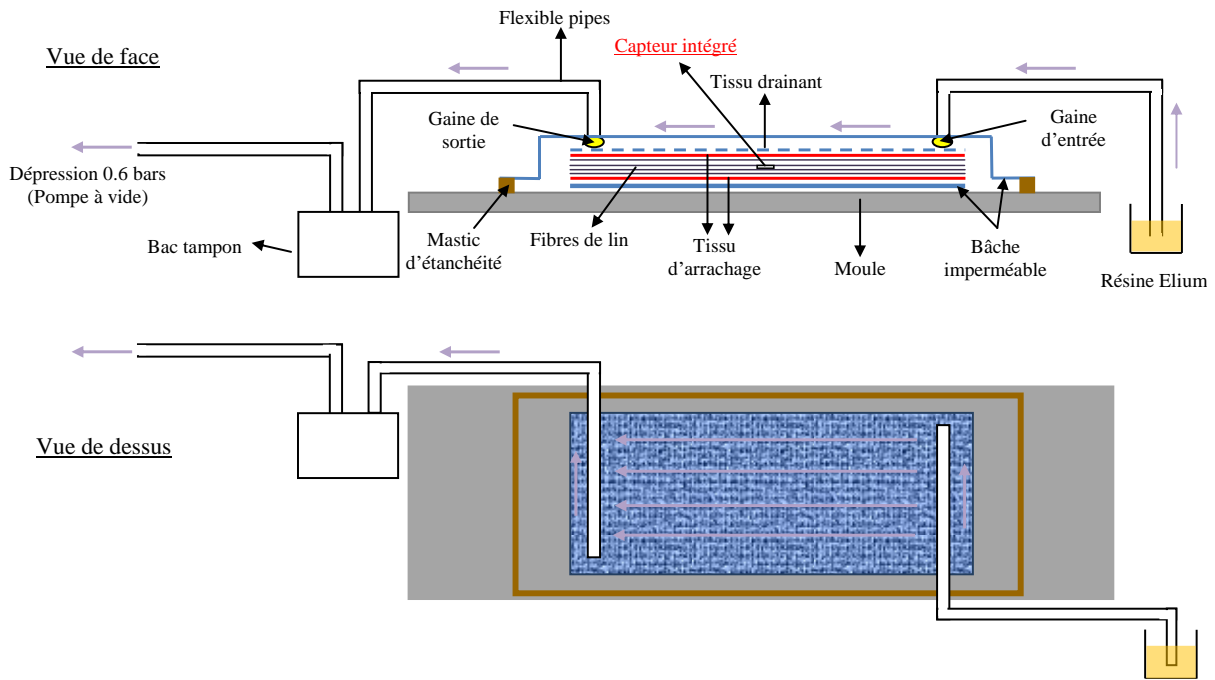 Flexible pipes
Vue de face
Capteur intégré
Tissu drainant
Gaine de
sortie
Gaine
d'entrée
Dépression 0.6 bars
(Pompe à vide)
Bac tampon
Mastic
d'étanchéité
Fibres de lin
Tissu
d'arrachage
Moule
Bâche
imperméable
Résine Elium
Vue de dessus